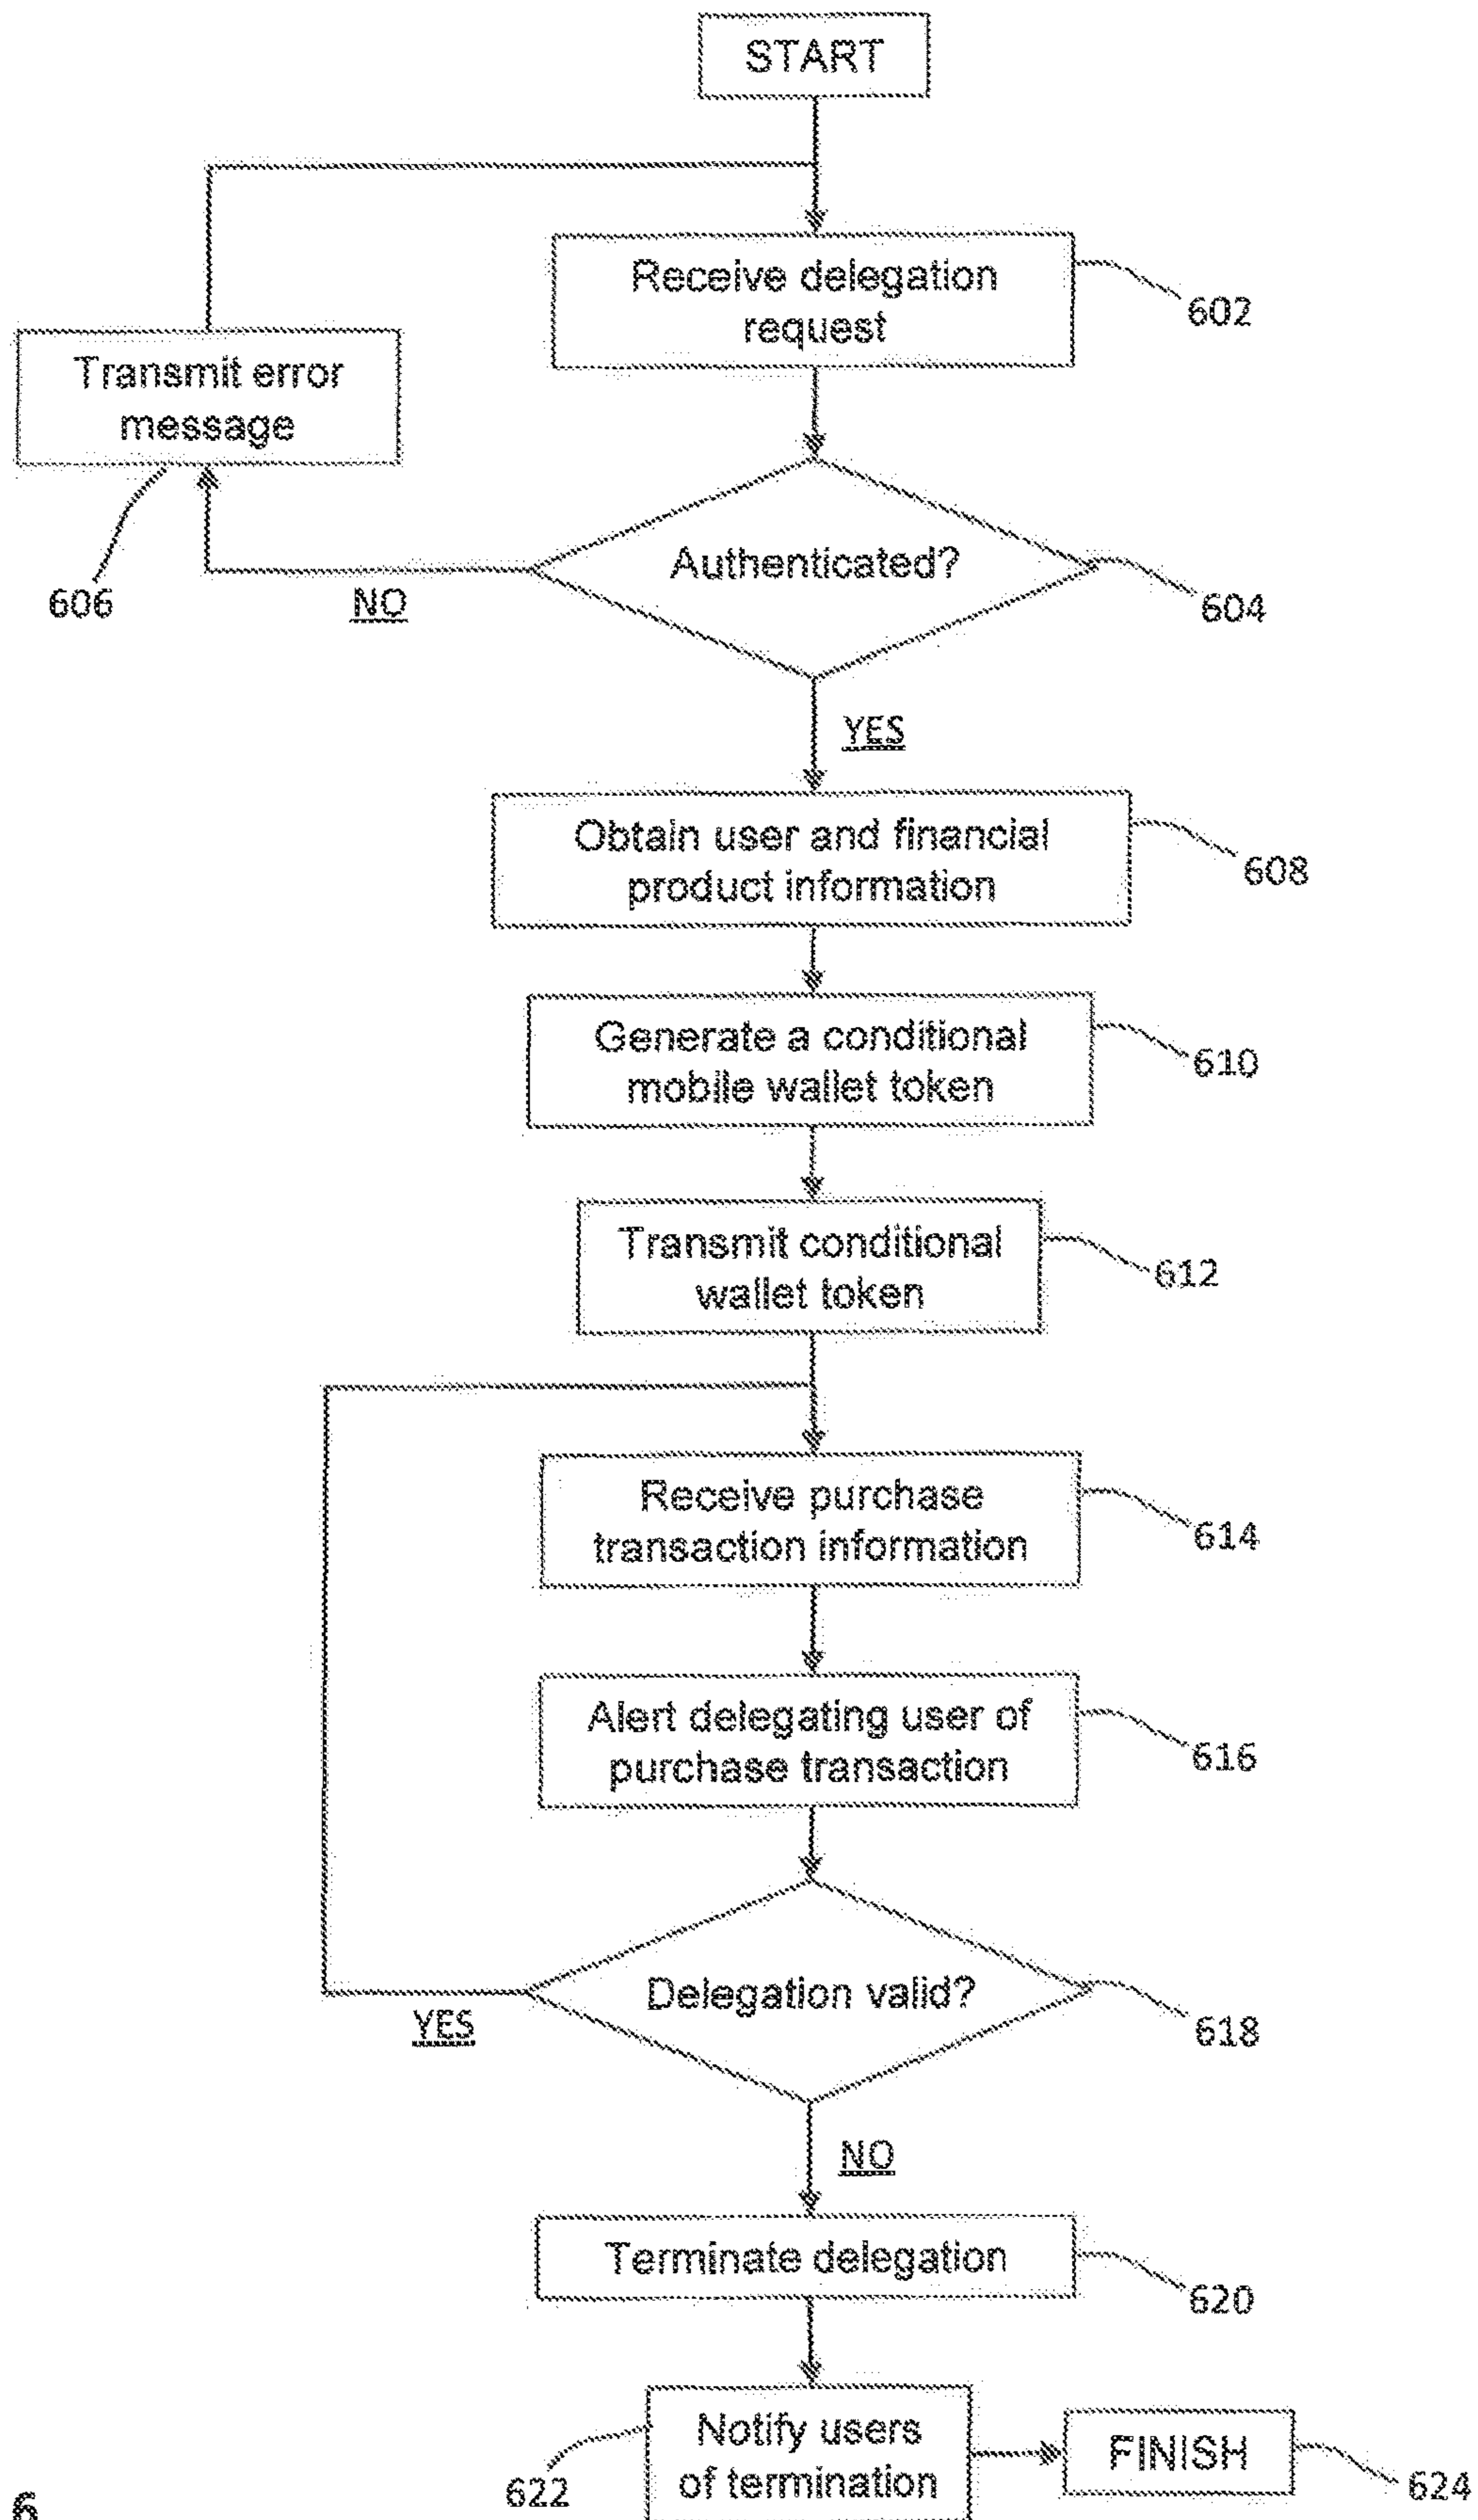 START
Receive delegation
request
602
Transmit error
message
606
Authenticated?
604
NO
YES
Obtain user and financial
product information
608
Generate a conditional
mobile wallet token
610
Transmit conditional
wallet token
612
Receive purchase
transaction information
614
Alert delegating user of
purchase transaction
616
Delegation valid?
618
YES
NO
Terminate delegation
620
Notify users
of termination
622
FINISH
624
6